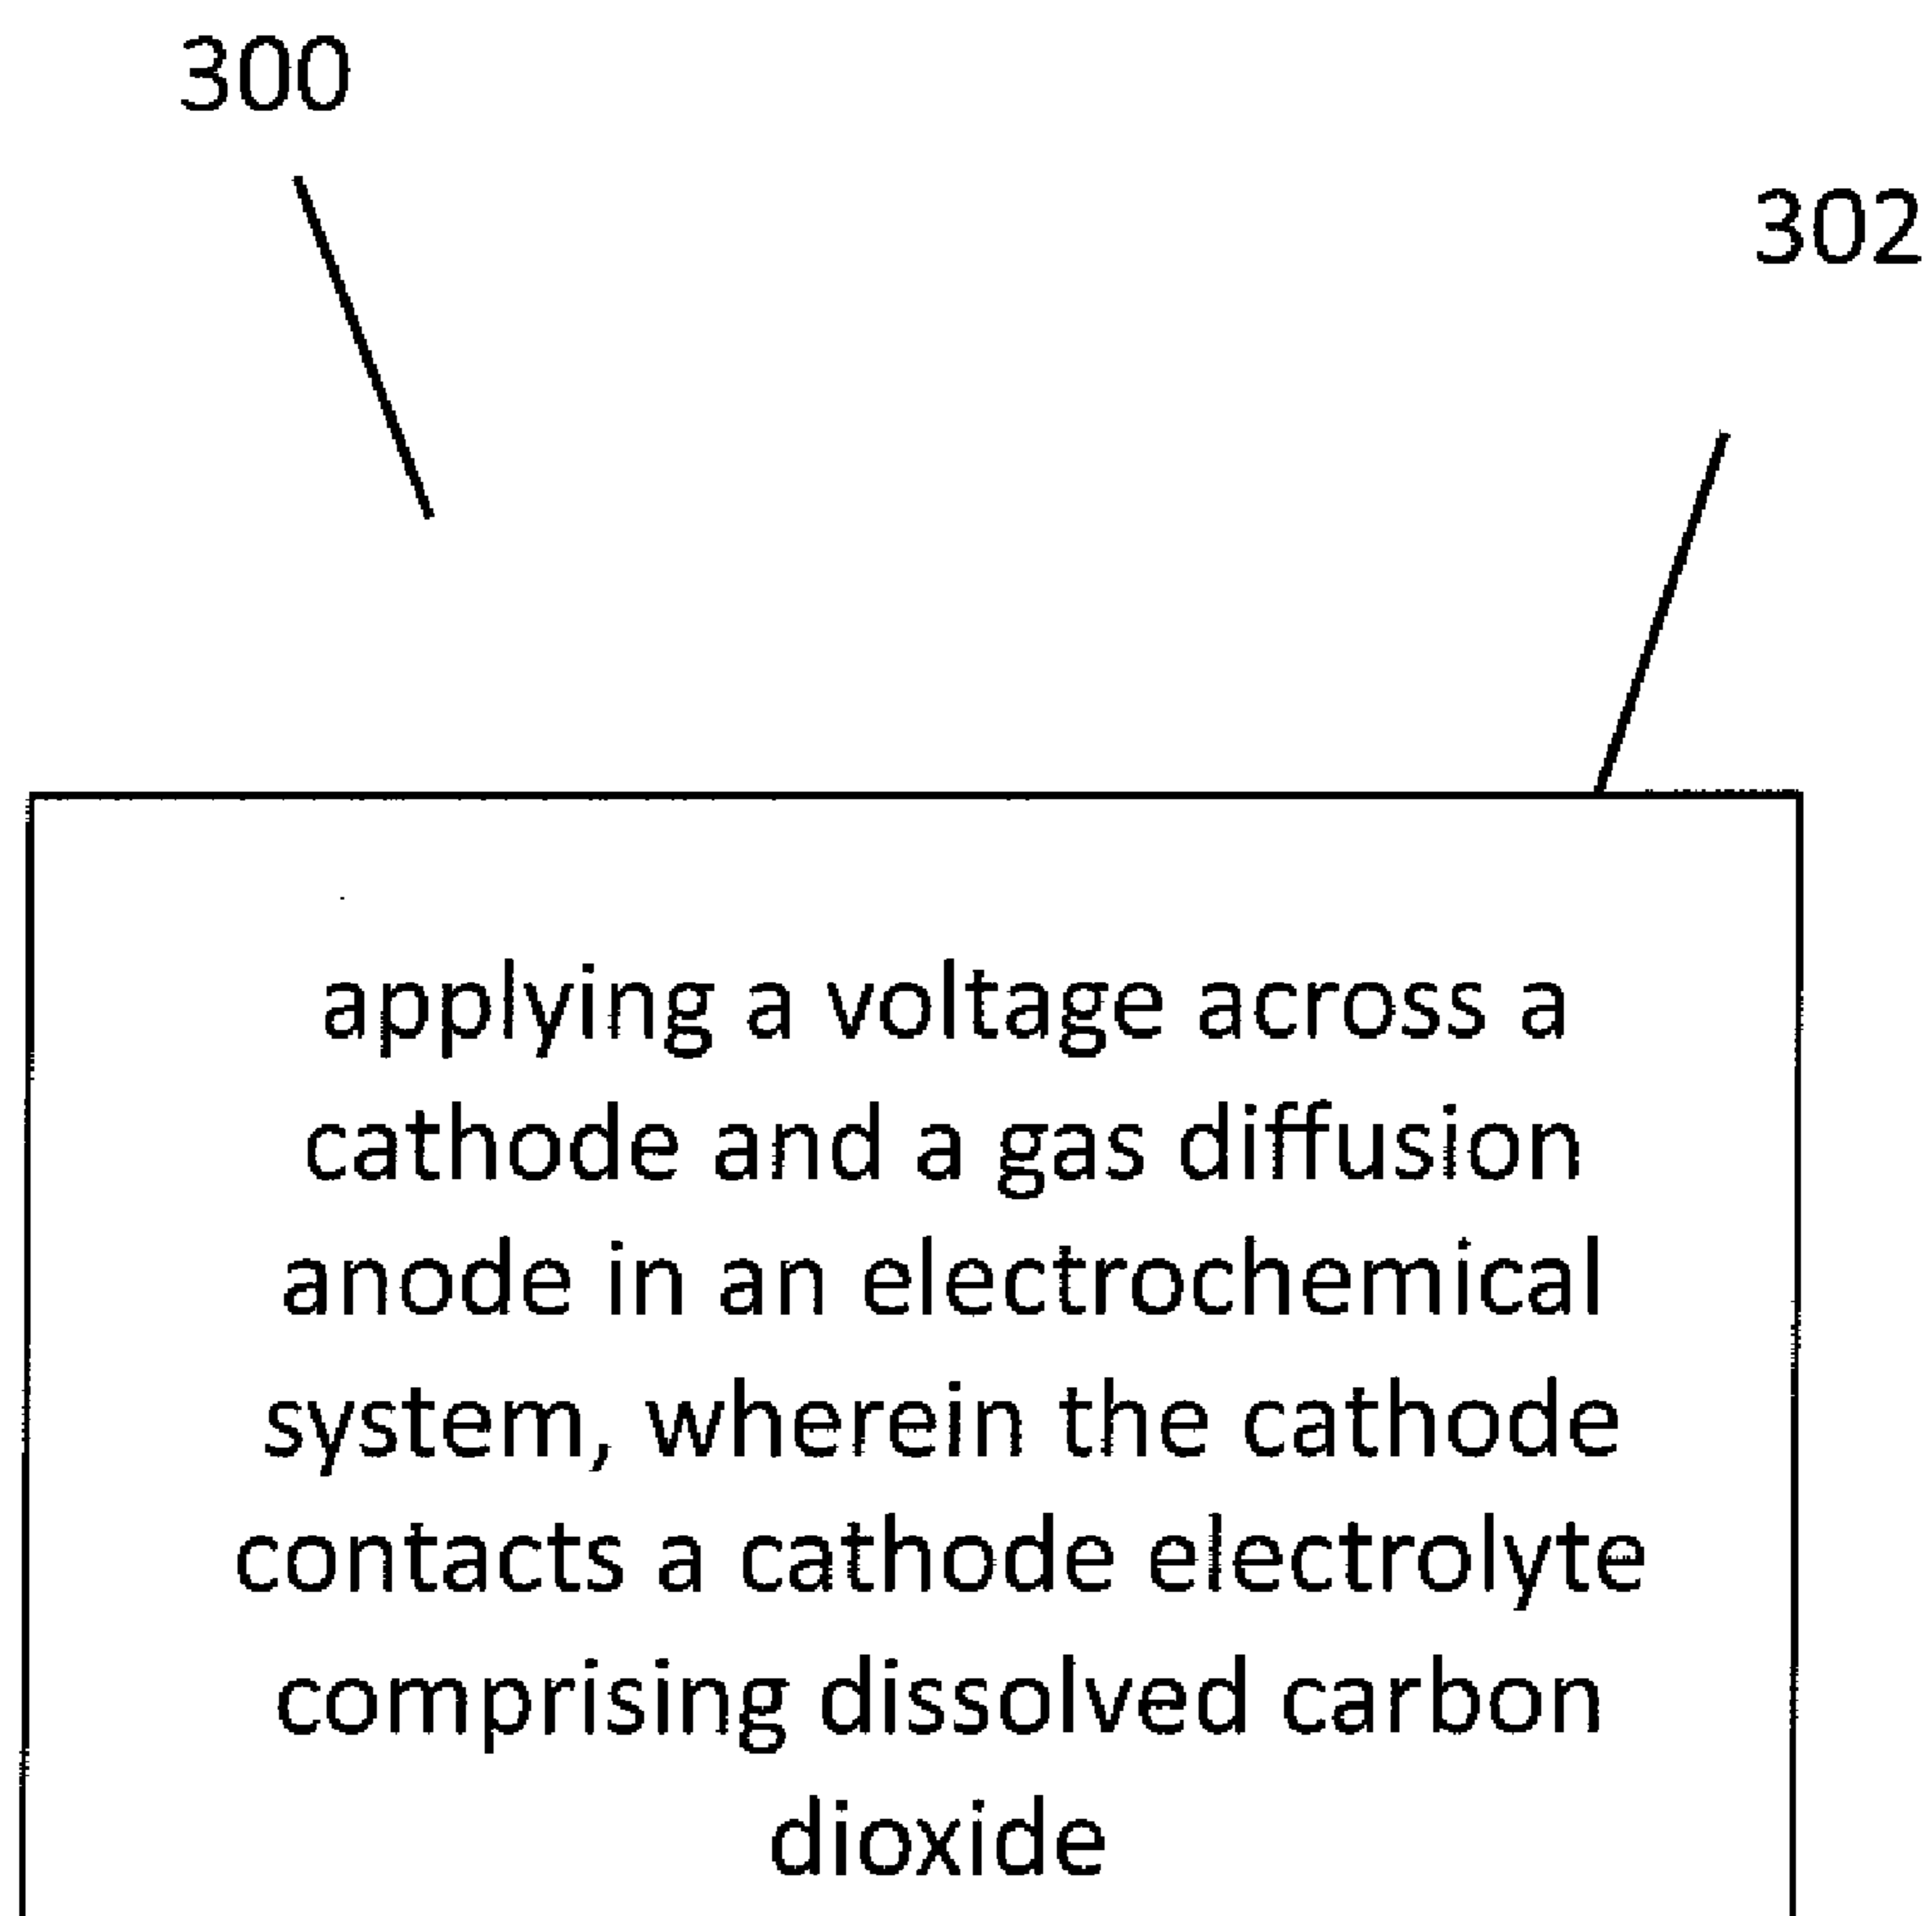 300
302
applying a voltage across a
cathode and a gas diffusion
anode in an electrochemical
system, wherein the cathode
contacts a cathode electrolyte
comprising dissolved carbon
dioxide